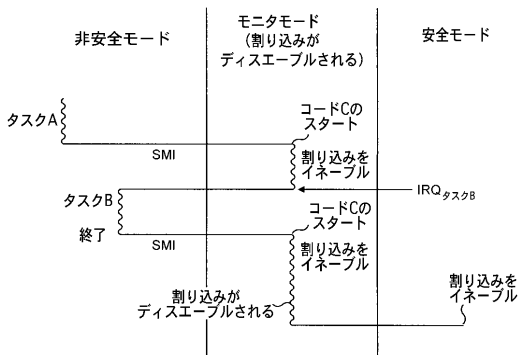 非安全モード
モニタモード
(割り込みが
ディスエーブルされる)
安全モード
タスクA
コードCの
スタート
SMI
割り込みを
イネーブル
IRQタスクB
タスクB
コードCの
スタート
終了
SMI
割り込みを
イネーブル
割り込みが
ディスエーブルされる
割り込みを
イネーブル